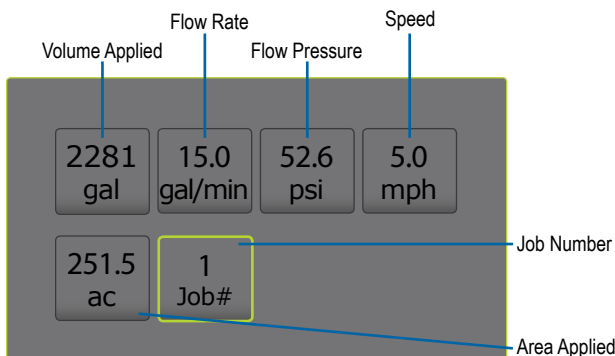 Flow Rate
Speed
Volume Applied
Flow Pressure
2281
gal
15.0
gal/min
52.6
psi
5.0
mph
251.5
ac
1
Job#
Job Number
Area Applied